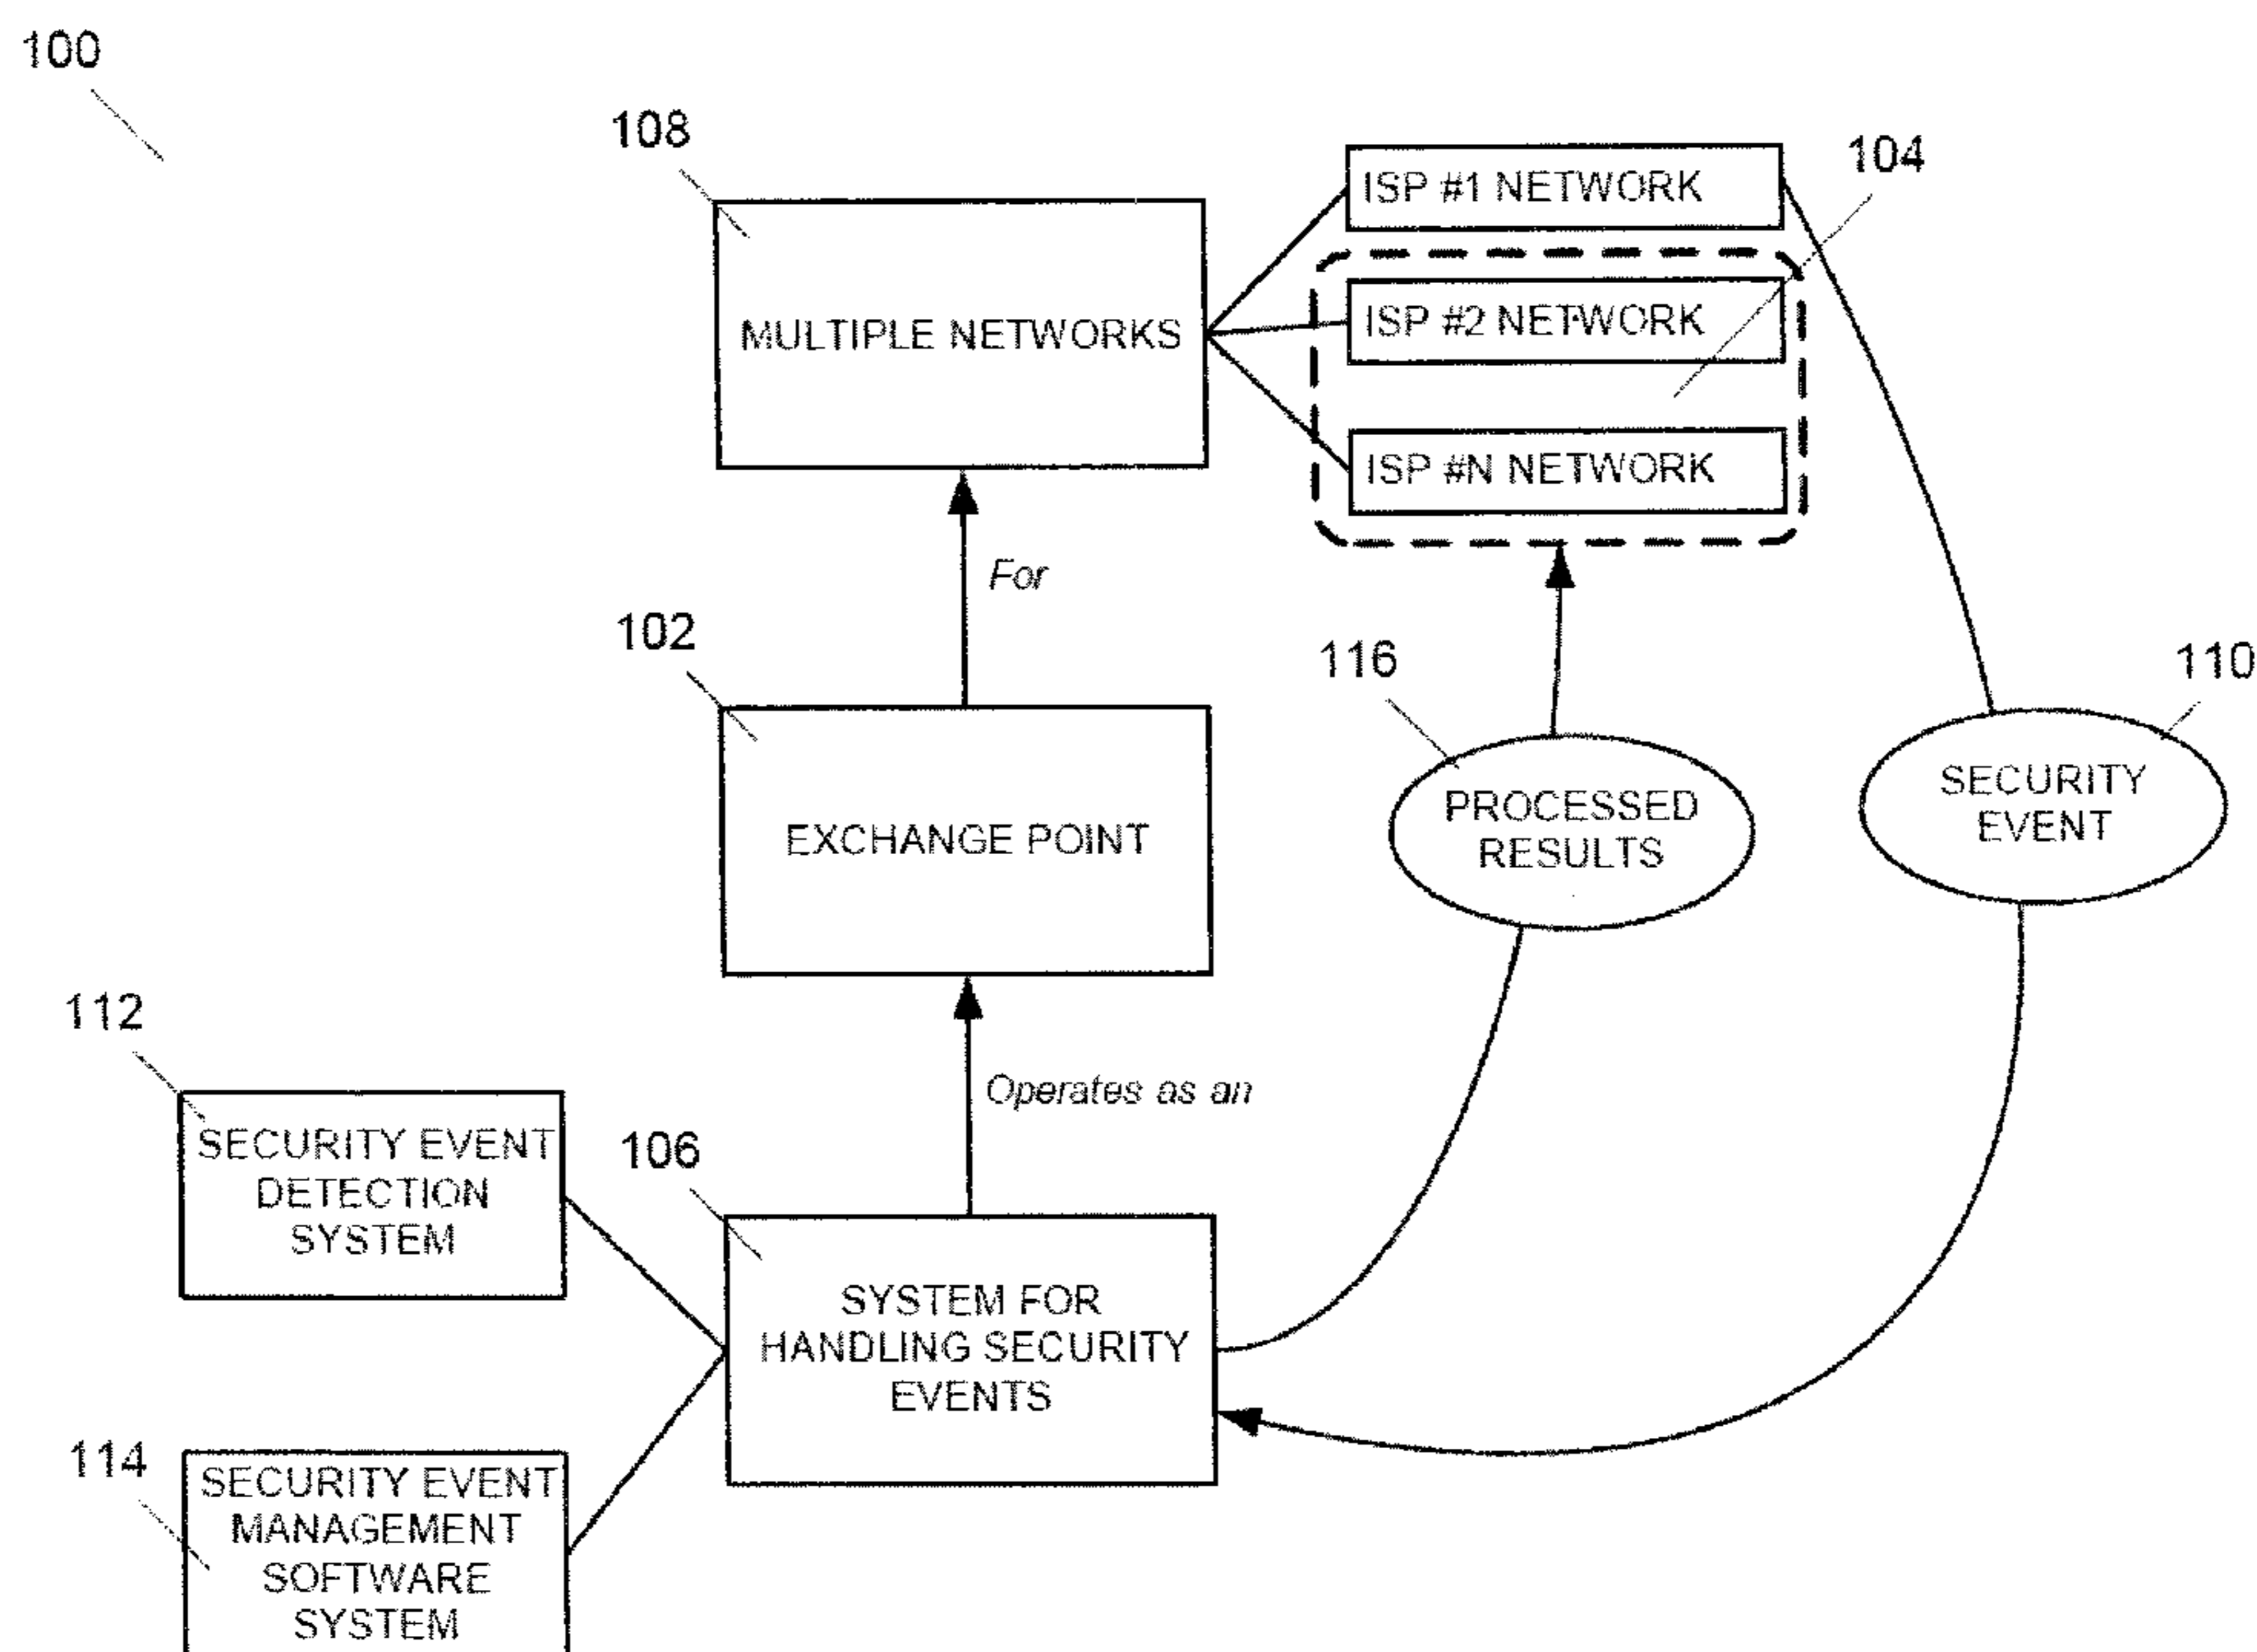 100
108
104
ISP #1 NETWORK
ISP #2 NETWORK
MULTIPLE NETWORKS
ISP #N NETWORK
For
102
116
110
SECURITY
EVENT
PROCESSED
RESULTS
EXCHANGE POINT
112
Operates as an
SECURITY EVENT
DETECTION
SYSTEM
106
SYSTEM FOR
HANDLING SECURITY
EVENTS
114
SECURITY EVENT
MANAGEMENT
SOFTWARE
SYSTEM